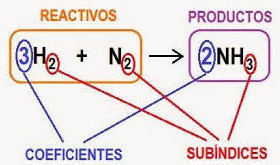 REACTIVOS PRODUCTOS
3H₂ + N₂ → 2NH₃
COEFICIENTES SUBÍNDICES